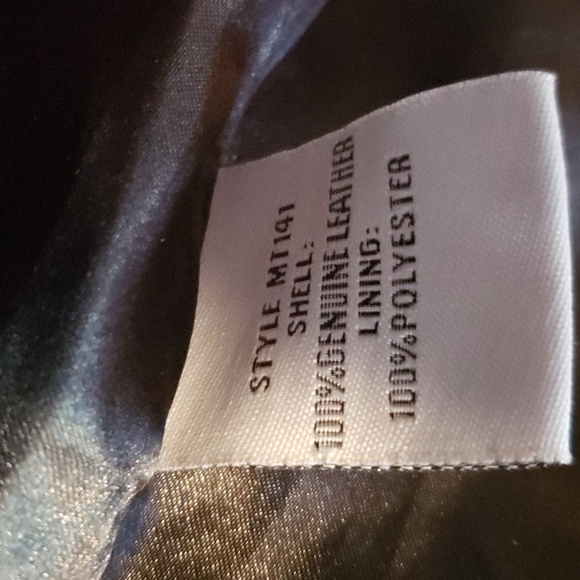 STYLE MT141
SHELL:
100%GENUINE LEATHER
LINING:
100%POLYESTER